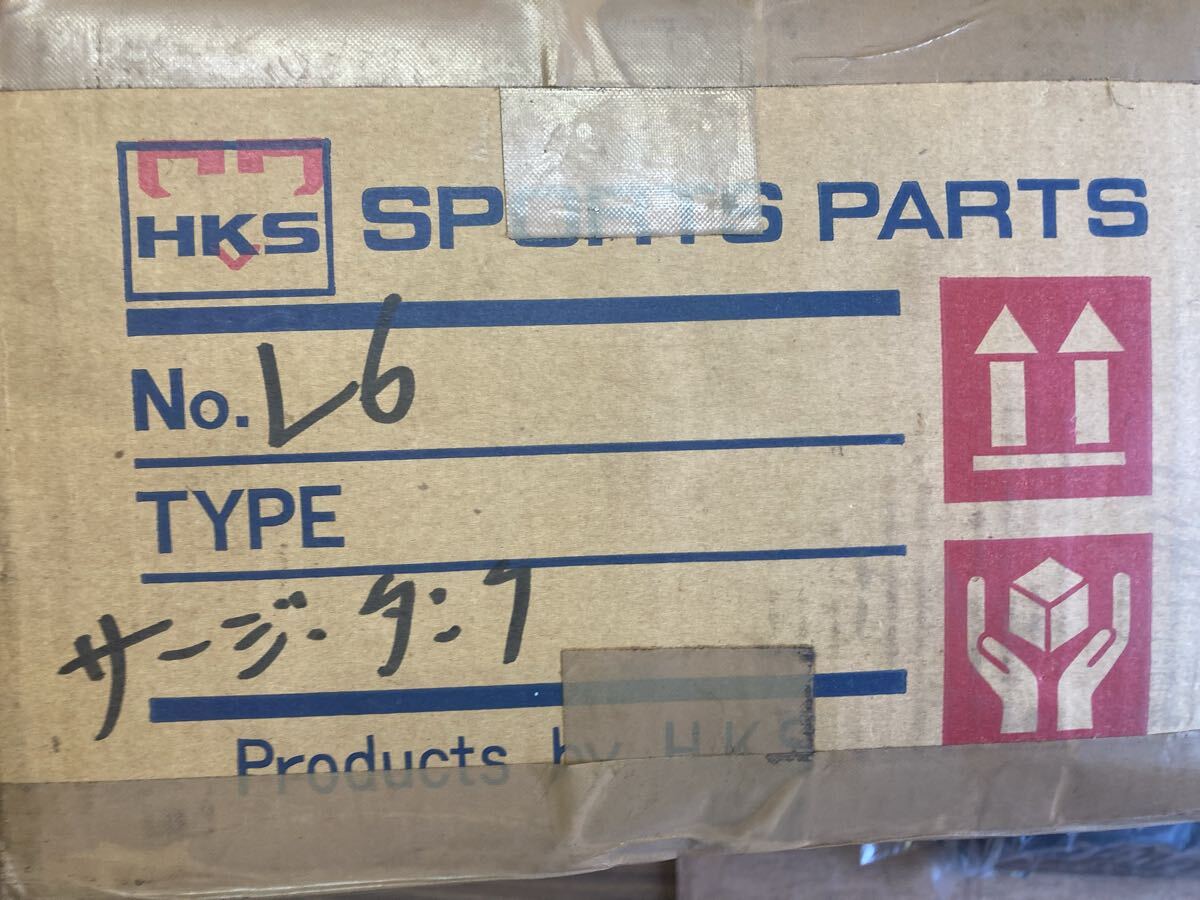 HKS SPORTS PARTS
No. L6
TYPE
サージ・タンク
Products by HKS